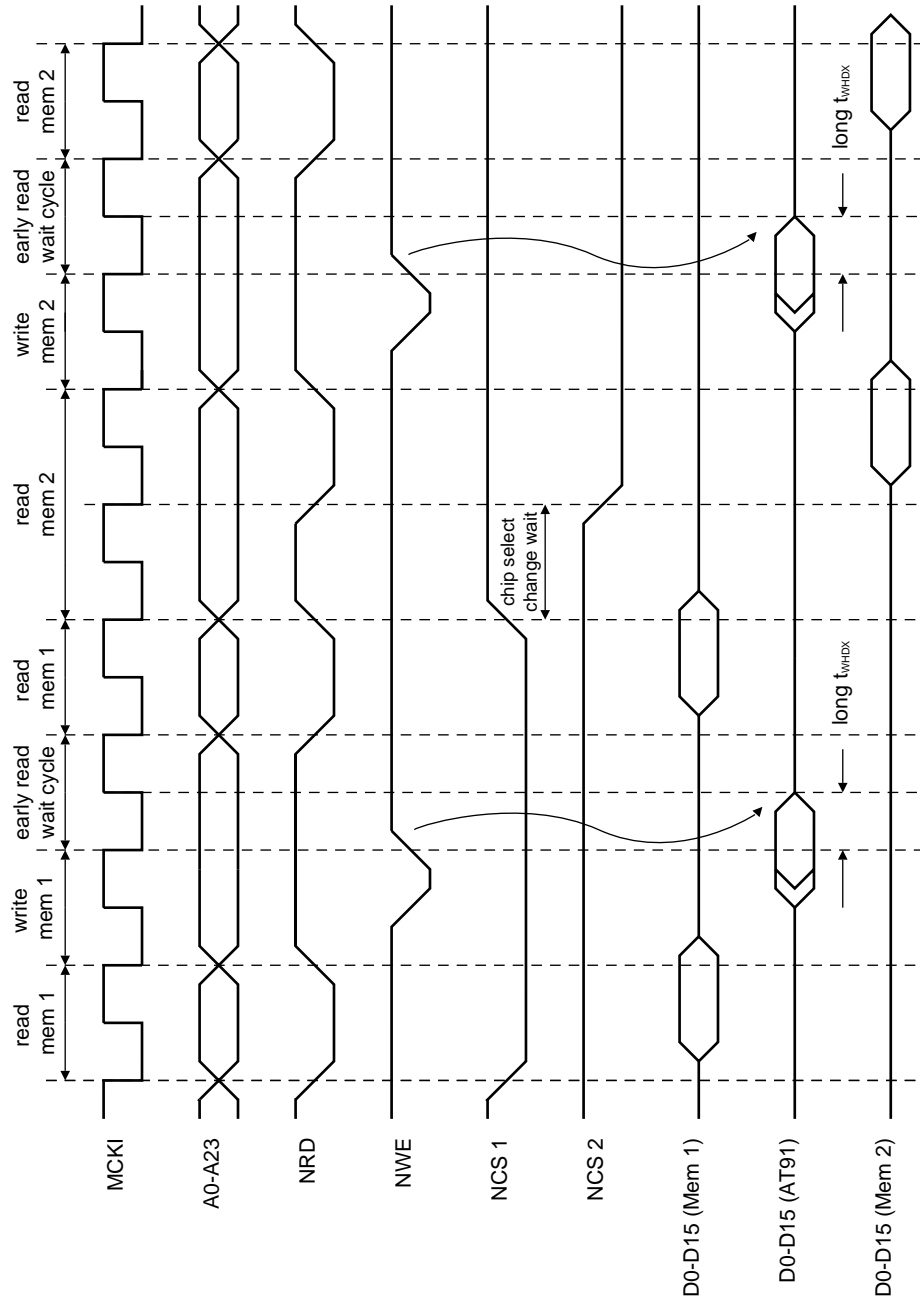 read
mem 1
write
mem 1
early read
wait cycle
read
mem 1
read
mem 2
write
mem 2
early read
wait cycle
read
mem 2
MCKI
A0-A23
NRD
NWE
NCS 1
chip select
change wait
NCS 2
D0-D15 (Mem 1)
D0-D15 (AT91)
long tWHDX
long tWHDX
D0-D15 (Mem 2)